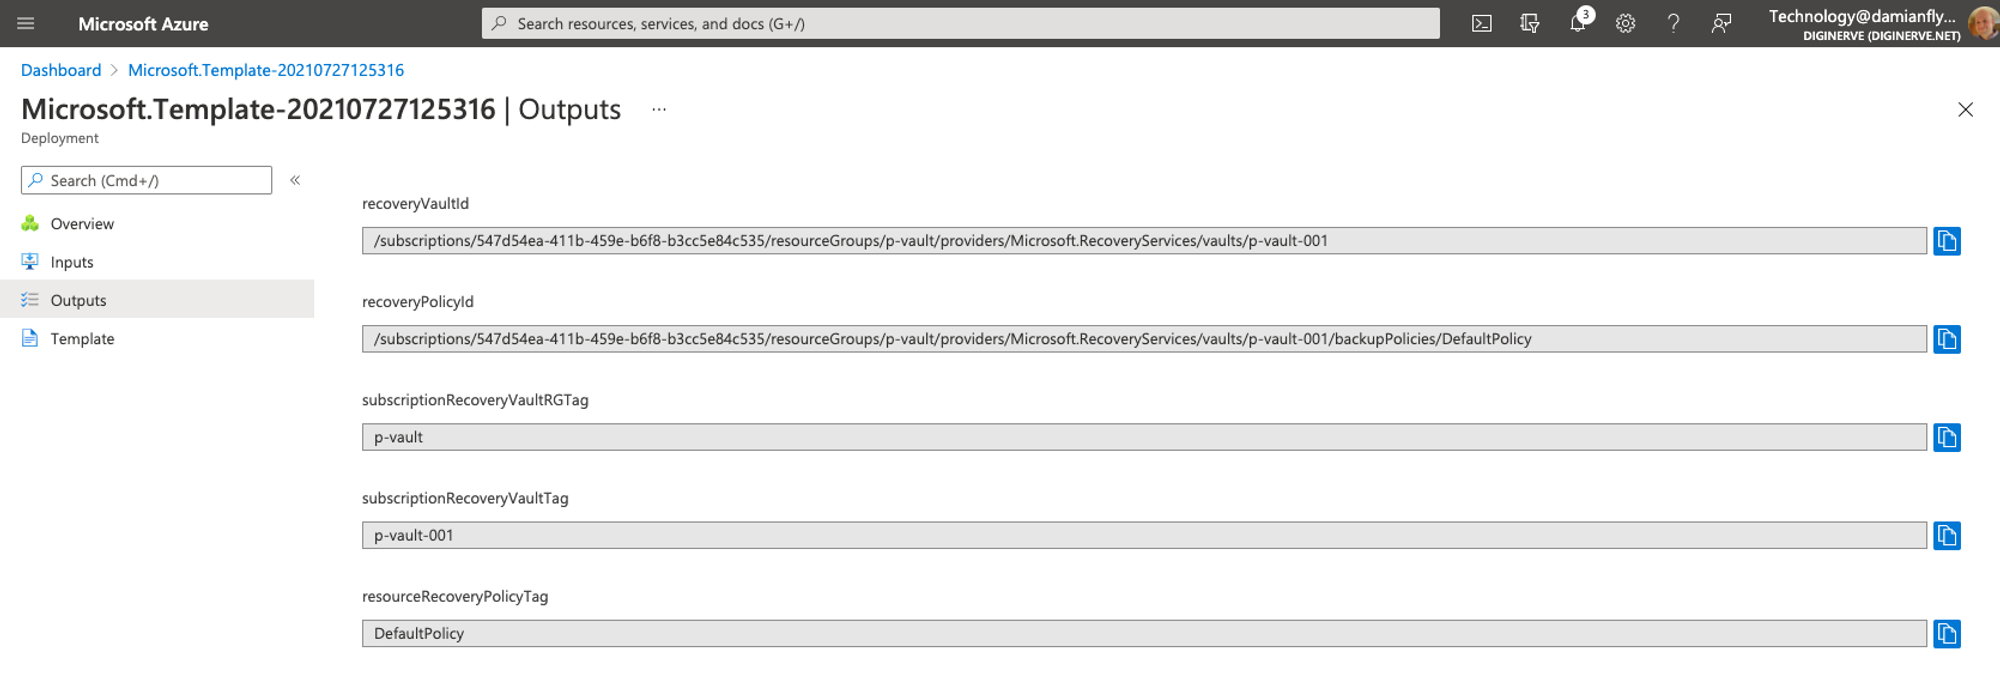 Microsoft Azure
Search resources, services, and docs (G+/)
3
Technology@damianfly...
DIGINERVE (DIGINERVE.NET)
Dashboard > Microsoft.Template-20210727125316
Microsoft.Template-20210727125316 | Outputs ...
Deployment
Search (Cmd+/) «
Overview
Inputs
Outputs
Template
recoveryVaultId
/subscriptions/547d54ea-411b-459e-b6f8-b3cc5e84c535/resourceGroups/p-vault/providers/Microsoft.RecoveryServices/vaults/p-vault-001
recoveryPolicyId
/subscriptions/547d54ea-411b-459e-b6f8-b3cc5e84c535/resourceGroups/p-vault/providers/Microsoft.RecoveryServices/vaults/p-vault-001/backupPolicies/DefaultPolicy
subscriptionRecoveryVaultRGTag
p-vault
subscriptionRecoveryVaultTag
p-vault-001
resourceRecoveryPolicyTag
DefaultPolicy